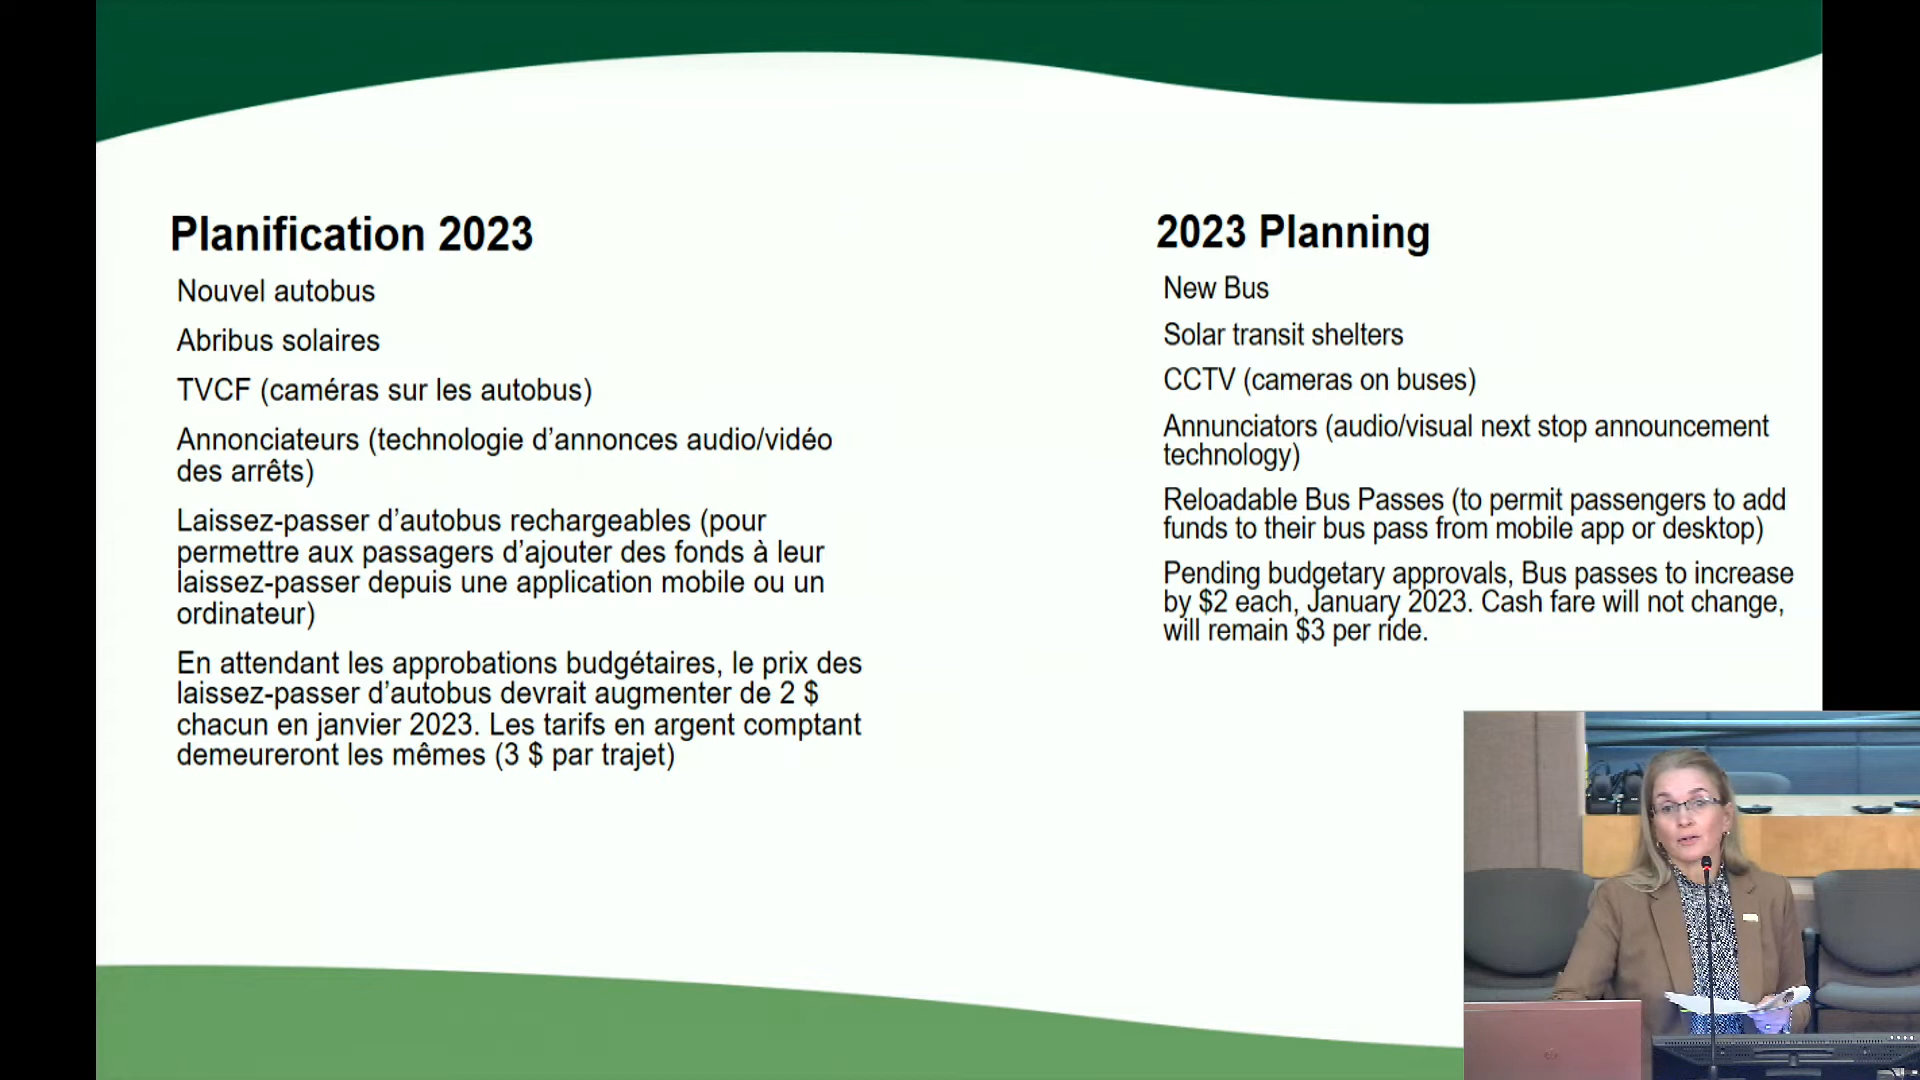 Planification 2023
Nouvel autobus
Abribus solaires
TVCF (caméras sur les autobus)
Annonciateurs (technologie d’annonces audio/vidéo
des arrêts)
Laissez-passer d’autobus rechargeables (pour
permettre aux passagers d’ajouter des fonds à leur
laissez-passer depuis une application mobile ou un
ordinateur)
En attendant les approbations budgétaires, le prix des
laissez-passer d’autobus devrait augmenter de 2 $
chacun en janvier 2023. Les tarifs en argent comptant
demeureront les mêmes (3 $ par trajet)
2023 Planning
New Bus
Solar transit shelters
CCTV (cameras on buses)
Annunciators (audio/visual next stop announcement
technology)
Reloadable Bus Passes (to permit passengers to add
funds to their bus pass from mobile app or desktop)
Pending budgetary approvals, Bus passes to increase
by $2 each, January 2023. Cash fare will not change,
will remain $3 per ride.